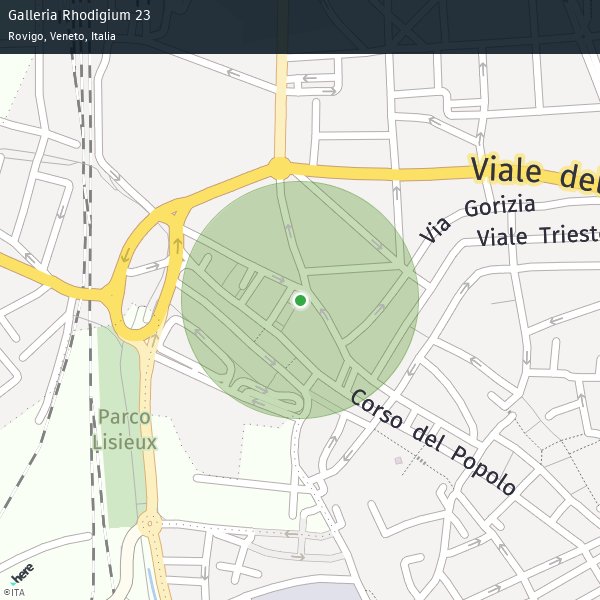 Galleria Rhodigium 23
Rovigo, Veneto, Italia
Viale del
Via Gorizia
Viale Trieste
Parco
Lisieux
Corso del Popolo
here
©ITA